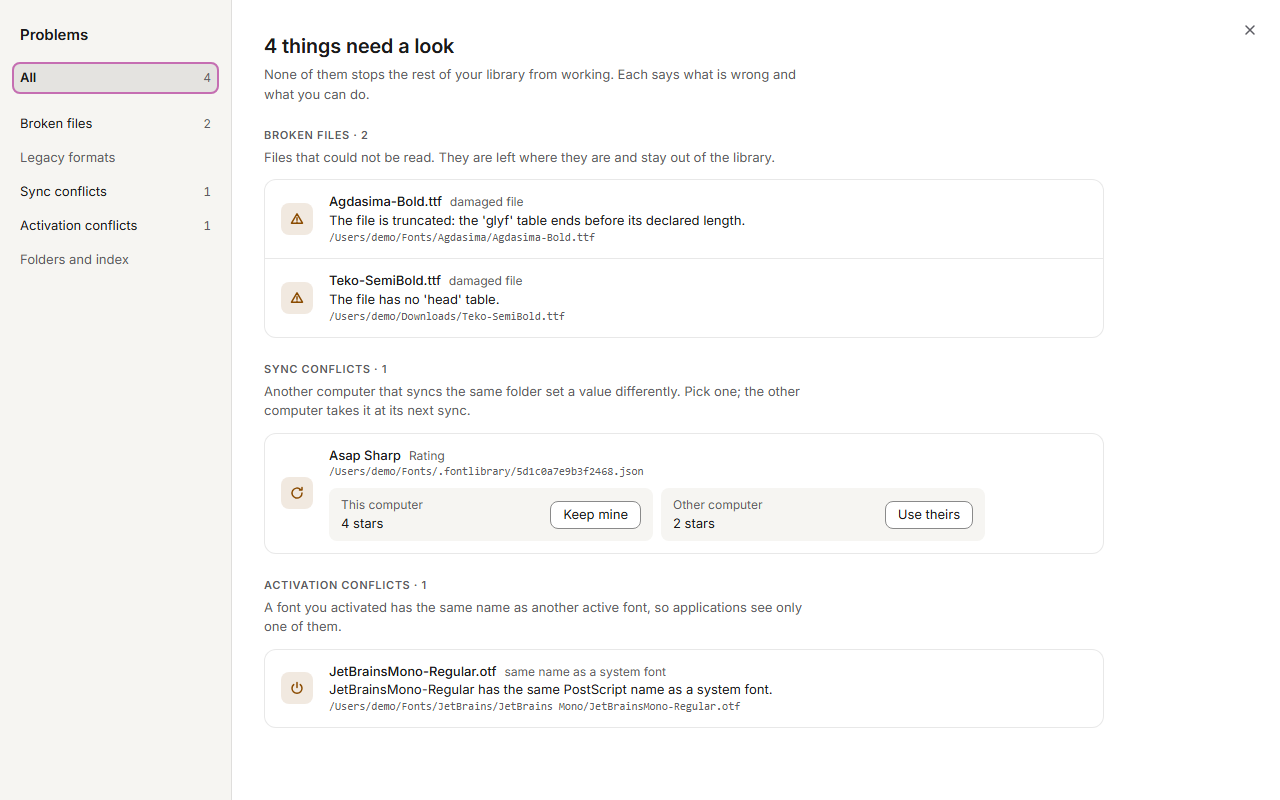 Problems
All 4
Broken files 2
Legacy formats
Sync conflicts 1
Activation conflicts 1
Folders and index
4 things need a look
None of them stops the rest of your library from working. Each says what is wrong and
what you can do.
BROKEN FILES · 2
Files that could not be read. They are left where they are and stay out of the library.
Agdasima-Bold.ttf damaged file
The file is truncated: the 'glyf' table ends before its declared length.
/Users/demo/Fonts/Agdasima/Agdasima-Bold.ttf
Teko-SemiBold.ttf damaged file
The file has no 'head' table.
/Users/demo/Downloads/Teko-SemiBold.ttf
SYNC CONFLICTS · 1
Another computer that syncs the same folder set a value differently. Pick one; the other
computer takes it at its next sync.
Asap Sharp Rating
/Users/demo/Fonts/.fontlibrary/5d1c0a7e9b3f2468.json
This computer
4 stars
Keep mine
Other computer
2 stars
Use theirs
ACTIVATION CONFLICTS · 1
A font you activated has the same name as another active font, so applications see only
one of them.
JetBrainsMono-Regular.otf same name as a system font
JetBrainsMono-Regular has the same PostScript name as a system font.
/Users/demo/Fonts/JetBrains/JetBrains Mono/JetBrainsMono-Regular.otf